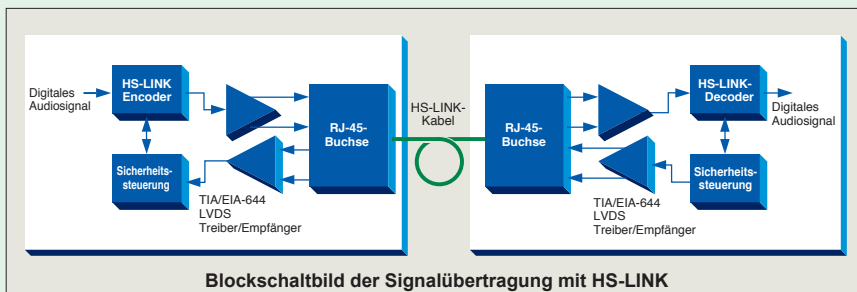 Digitales
Audiosignal
HS-LINK
Encoder
Sicherheits-
steuerung
TIA/EIA-644
LVDS
Treiber/Empfänger
RJ-45-
Buchse
HS-LINK-
Kabel
RJ-45-
Buchse
TIA/EIA-644
LVDS
Treiber/Empfänger
HS-LINK-
Decoder
Sicherheits-
steuerung
Digitales
Audiosignal
Blockschaltbild der Signalübertragung mit HS-LINK